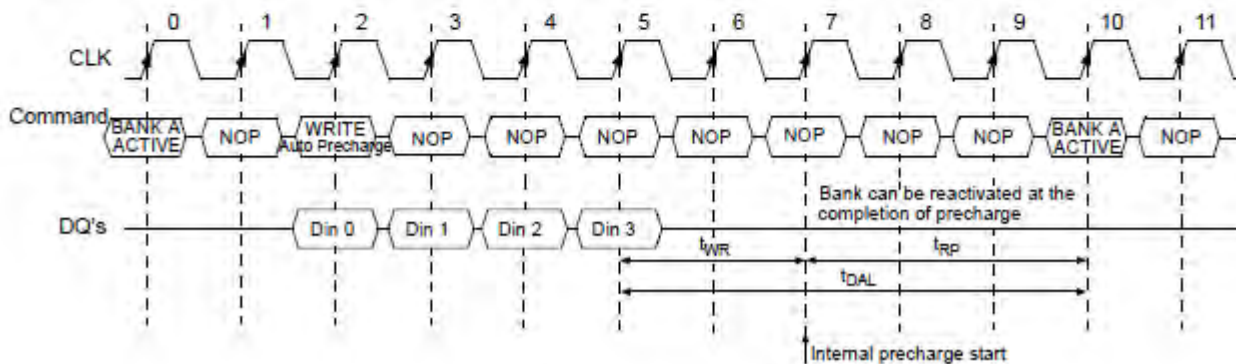 0 1 2 3 4 5 6 7 8 9 10 11
CLK
Command
BANK A ACTIVE
NOP
WRITE Auto Precharge
NOP
NOP
NOP
NOP
NOP
NOP
NOP
BANK A ACTIVE
NOP
DQ's
Din 0
Din 1
Din 2
Din 3
Bank can be reactivated at the
completion of precharge
tWR
tRP
tDAL
Internal precharge start